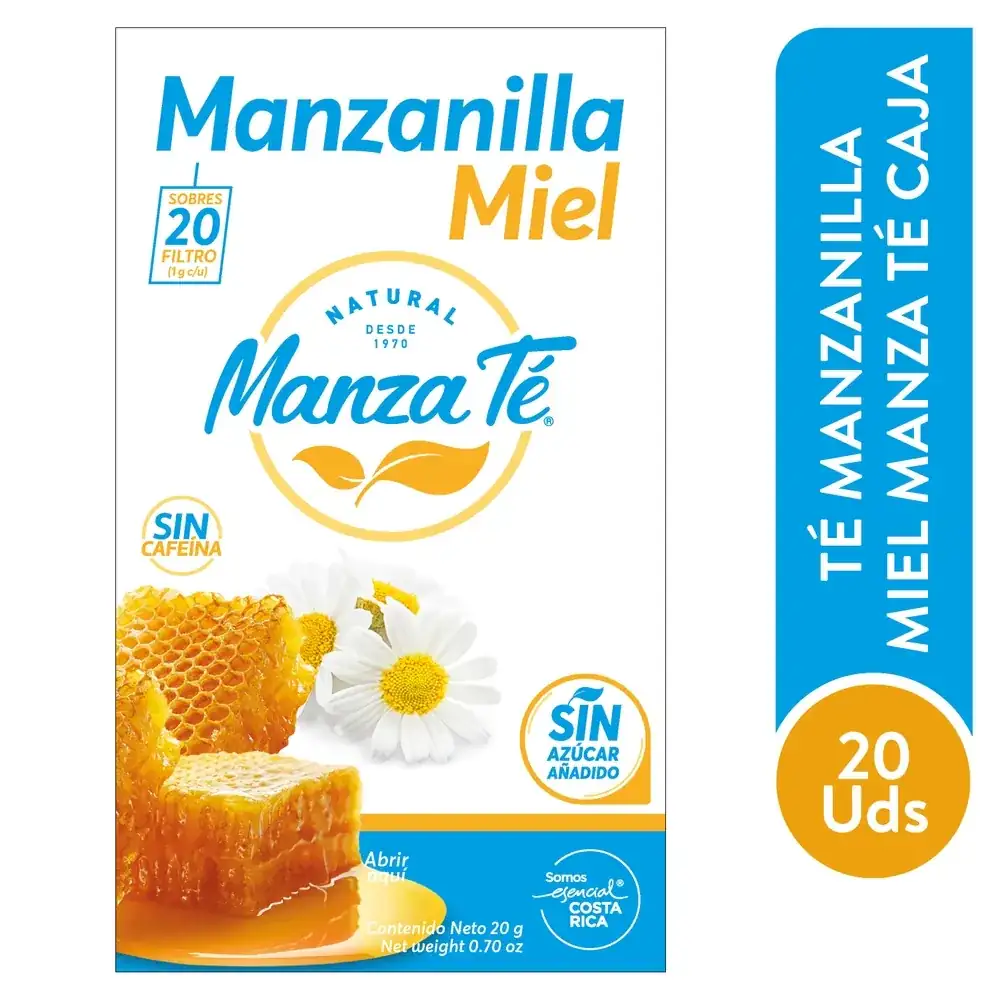 Manzanilla
Miel
SOBRES
20
FILTRO
(1 g c/u)
NATURAL
DESDE
1970
Manza Té®
SIN
CAFEÍNA
SIN
AZÚCAR
AÑADIDO
Abrir
aquí
Contenido Neto 20 g
Net weight 0.70 oz
Somos
esencial®
COSTA
RICA
TÉ MANZANILLA
MIEL MANZA TÉ CAJA
20
Uds